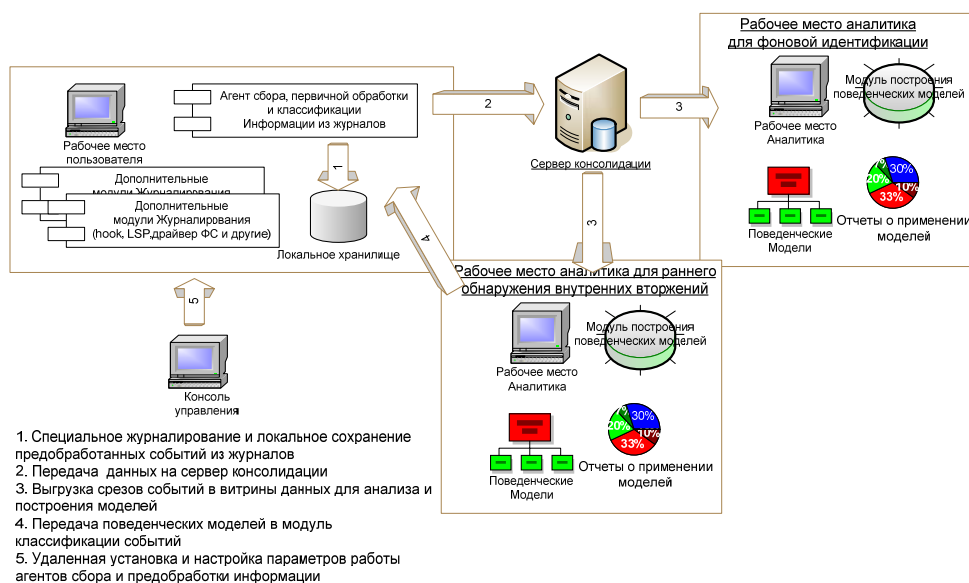 Рабочее место аналитика
для фоновой идентификации
Модуль построения
поведенческих моделей
Рабочее место
Аналитика
7%
30%
20%
10%
33%
Поведенческие
Модели
Отчеты о применении
моделей
Агент сбора, первичной обработки
и классификации
Информации из журналов
Рабочее место
пользователя
1
2
Сервер консолидации
3
Дополнительные
модули Журналирвания
Дополнительные
модули Журналирвания
(hook, LSP,драйвер ФС и другие)
Локальное хранилище
3
4
5
Консоль
управления
Рабочее место аналитика для раннего
обнаружения внутренних вторжений
Модуль построения
поведенческих моделей
Рабочее место
Аналитика
7%
30%
20%
10%
33%
Поведенческие
Модели
Отчеты о применении
моделей
1. Специальное журналирование и локальное сохранение
предобработанных событий из журналов
2. Передача данных на сервер консолидации
3. Выгрузка срезов событий в витрины данных для анализа и
построения моделей
4. Передача поведенческих моделей в модуль
классификации событий
5. Удаленная установка и настройка параметров работы
агентов сбора и предобработки информации